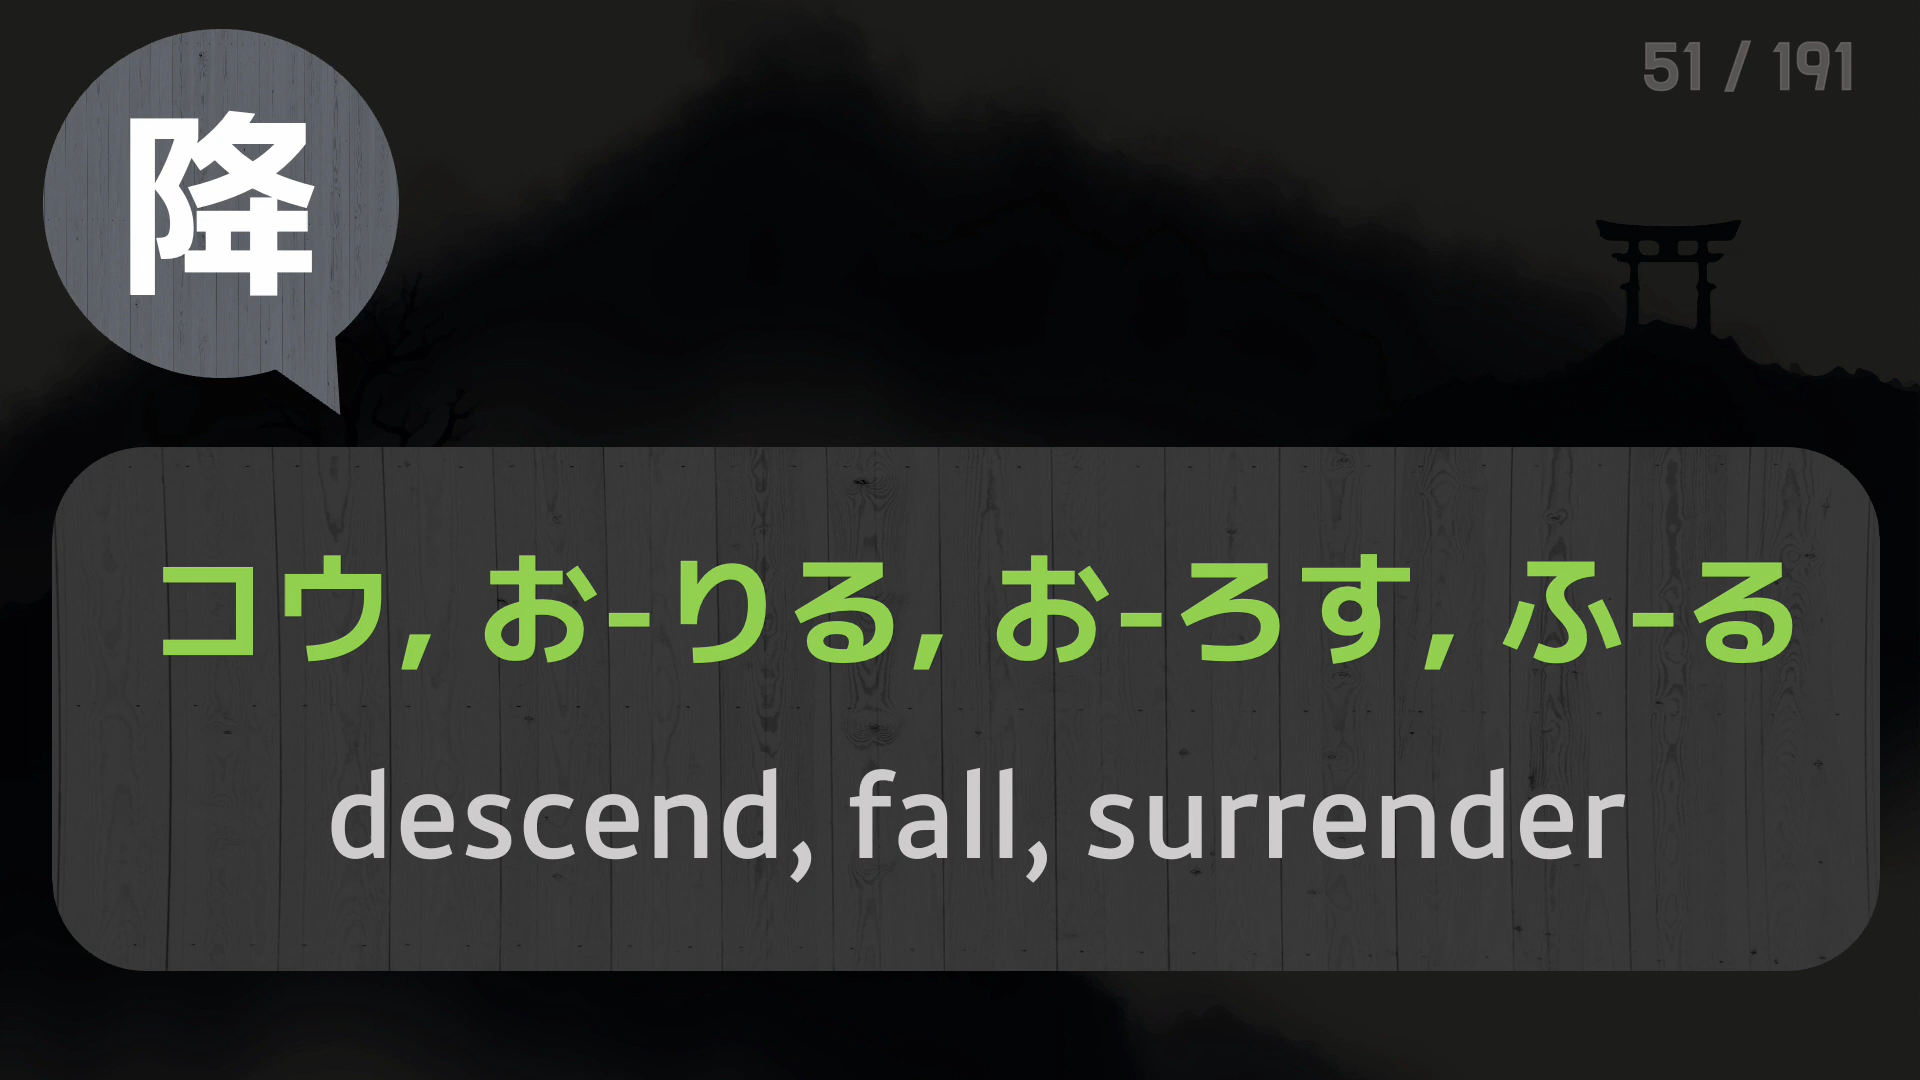 降
51 / 191
コウ, お-りる, お-ろす, ふ-る
descend, fall, surrender